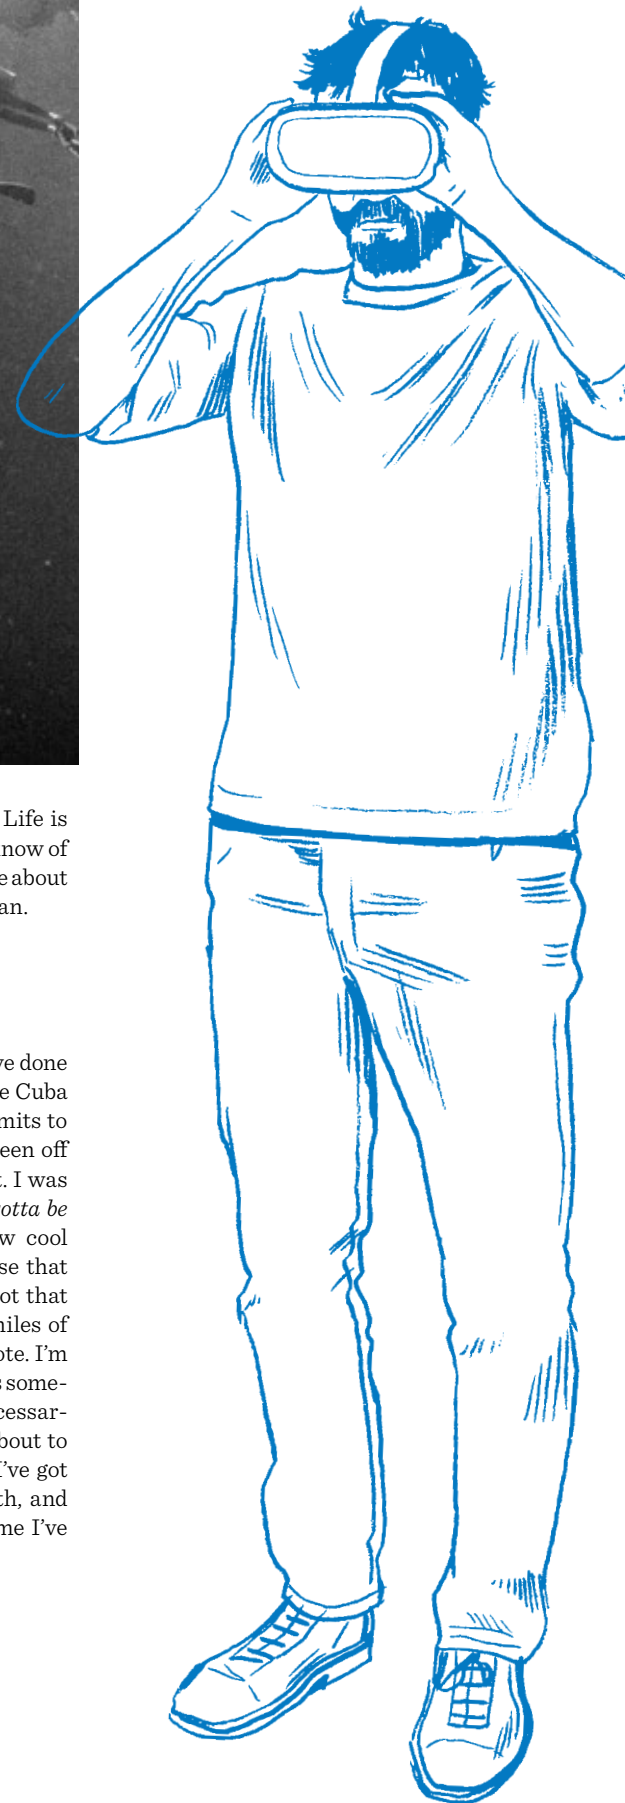 Life is
now of
e about
an.
ve done
e Cuba
mits to
een off
t. I was
otta be
w cool
se that
ot that
niles of
ote. I'm
s some-
cessar-
bout to
I've got
th, and
me I've